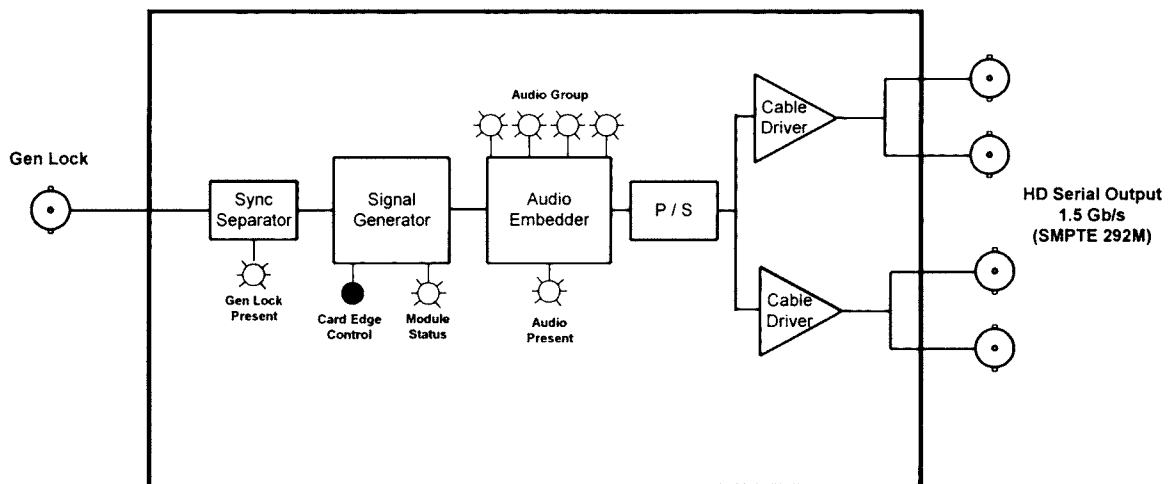 Gen Lock
Sync
Separator
Gen Lock
Present
Signal
Generator
Card Edge
Control
Module
Status
Audio Group
Audio
Embedder
Audio
Present
P / S
Cable
Driver
Cable
Driver
HD Serial Output
1.5 Gb/s
(SMPTE 292M)